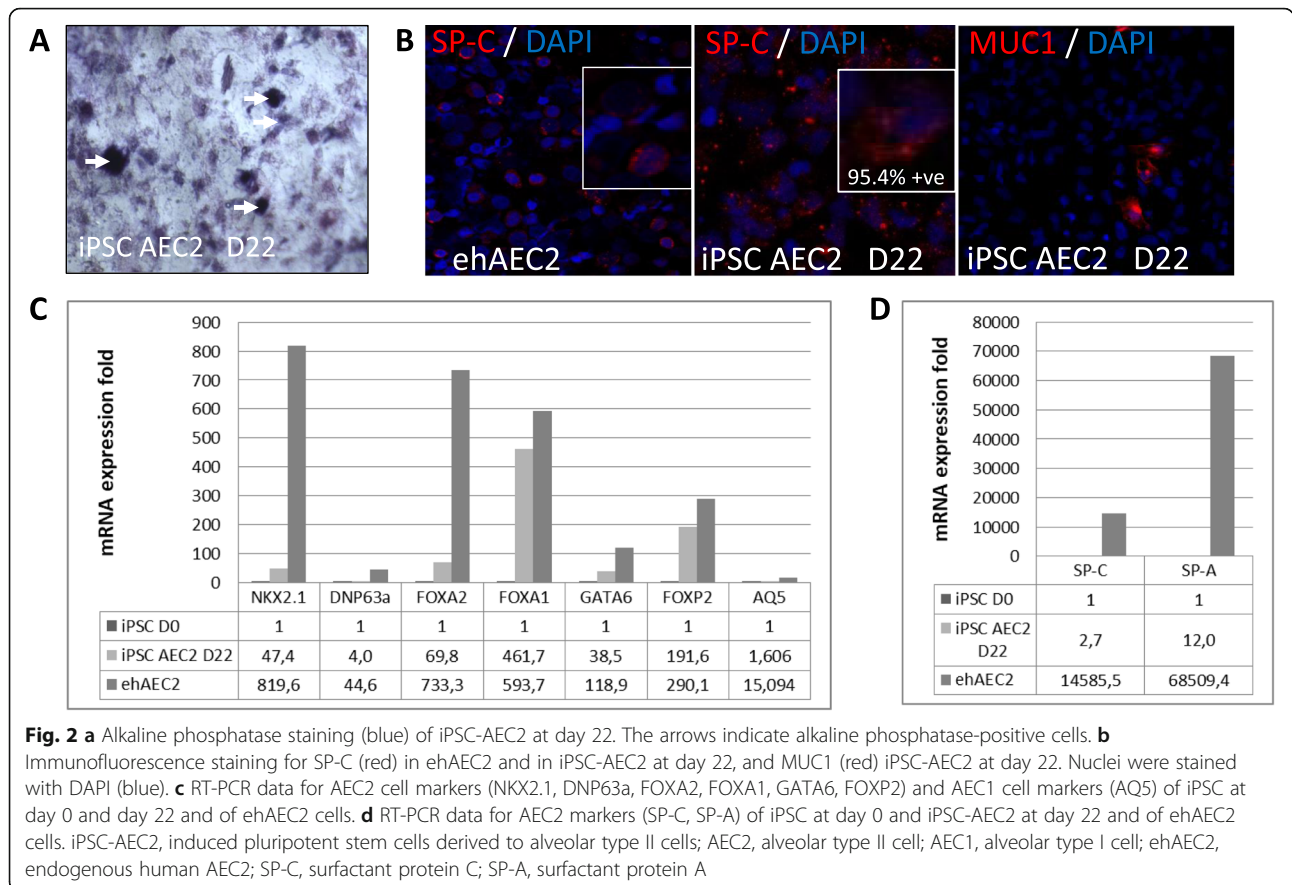 A
iPSC AEC2 D22
B
SP-C / DAPI
ehAEC2
SP-C / DAPI
95.4% +ve
iPSC AEC2 D22
MUC1 / DAPI
iPSC AEC2 D22
C
mRNA expression fold
900
800
700
600
500
400
300
200
100
0
NKX2.1 DNP63a FOXA2 FOXA1 GATA6 FOXP2 AQ5
iPSC D0 1 1 1 1 1 1 1
iPSC AEC2 D22 47,4 4,0 69,8 461,7 38,5 191,6 1,606
ehAEC2 819,6 44,6 733,3 593,7 118,9 290,1 15,094
D
mRNA expression fold
80000
70000
60000
50000
40000
30000
20000
10000
0
SP-C SP-A
iPSC D0 1 1
iPSC AEC2
D22 2,7 12,0
ehAEC2 14585,5 68509,4
Fig. 2 a Alkaline phosphatase staining (blue) of iPSC-AEC2 at day 22. The arrows indicate alkaline phosphatase-positive cells. b
Immunofluorescence staining for SP-C (red) in ehAEC2 and in iPSC-AEC2 at day 22, and MUC1 (red) iPSC-AEC2 at day 22. Nuclei were stained
with DAPI (blue). c RT-PCR data for AEC2 cell markers (NKX2.1, DNP63a, FOXA2, FOXA1, GATA6, FOXP2) and AEC1 cell markers (AQ5) of iPSC at
day 0 and day 22 and of ehAEC2 cells. d RT-PCR data for AEC2 markers (SP-C, SP-A) of iPSC at day 0 and iPSC-AEC2 at day 22 and of ehAEC2
cells. iPSC-AEC2, induced pluripotent stem cells derived to alveolar type II cells; AEC2, alveolar type II cell; AEC1, alveolar type I cell; ehAEC2,
endogenous human AEC2; SP-C, surfactant protein C; SP-A, surfactant protein A